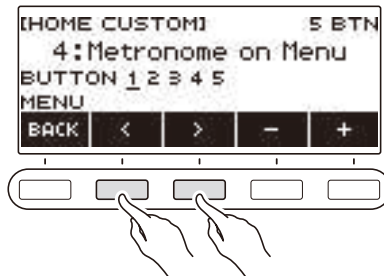 [HOME CUSTOM] 5 BTN
4:Metronome on Menu
BUTTON 1 2 3 4 5
MENU
BACK < > − +